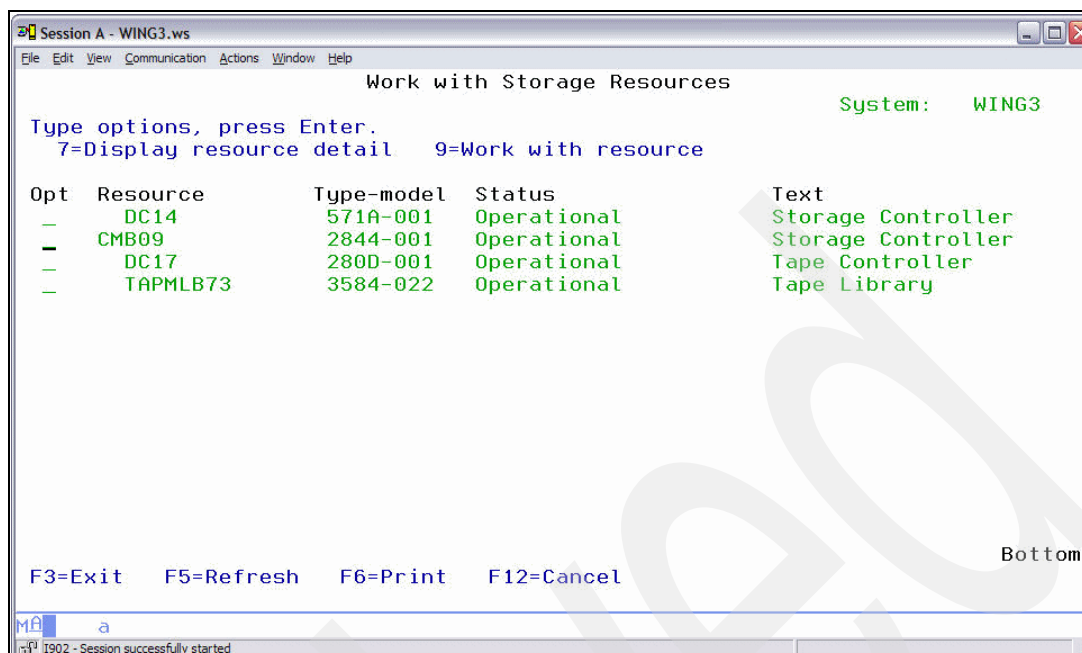 Session A - WING3.ws
File Edit View Communication Actions Window Help
Work with Storage Resources
System: WING3
Type options, press Enter.
7=Display resource detail 9=Work with resource
Opt Resource Type-model Status Text
_ DC14 571A-001 Operational Storage Controller
_ CMB09 2844-001 Operational Storage Controller
_ DC17 280D-001 Operational Tape Controller
_ TAPMLB73 3584-022 Operational Tape Library
Bottom
F3=Exit F5=Refresh F6=Print F12=Cancel
MA a
I902 - Session successfully started